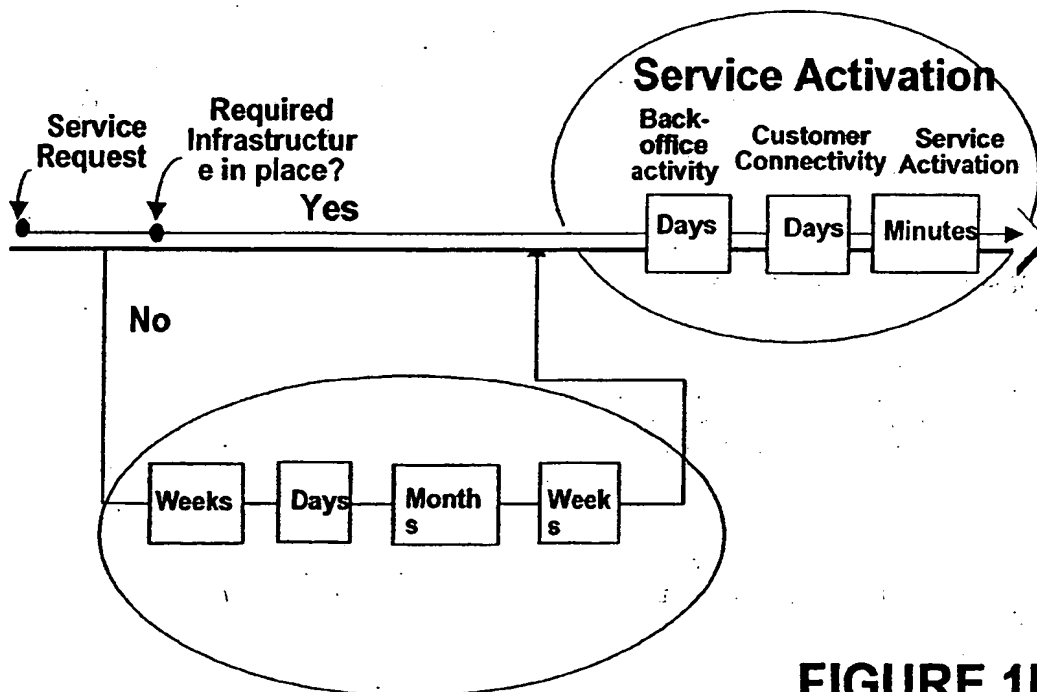 Service Activation
Service
Request
Required
Infrastructur
e in place?
Back-
office
activity
Customer
Connectivity
Service
Activation
Yes
Days
Days
Minutes
No
Weeks
Days
Month
s
Week
s
FIGURE